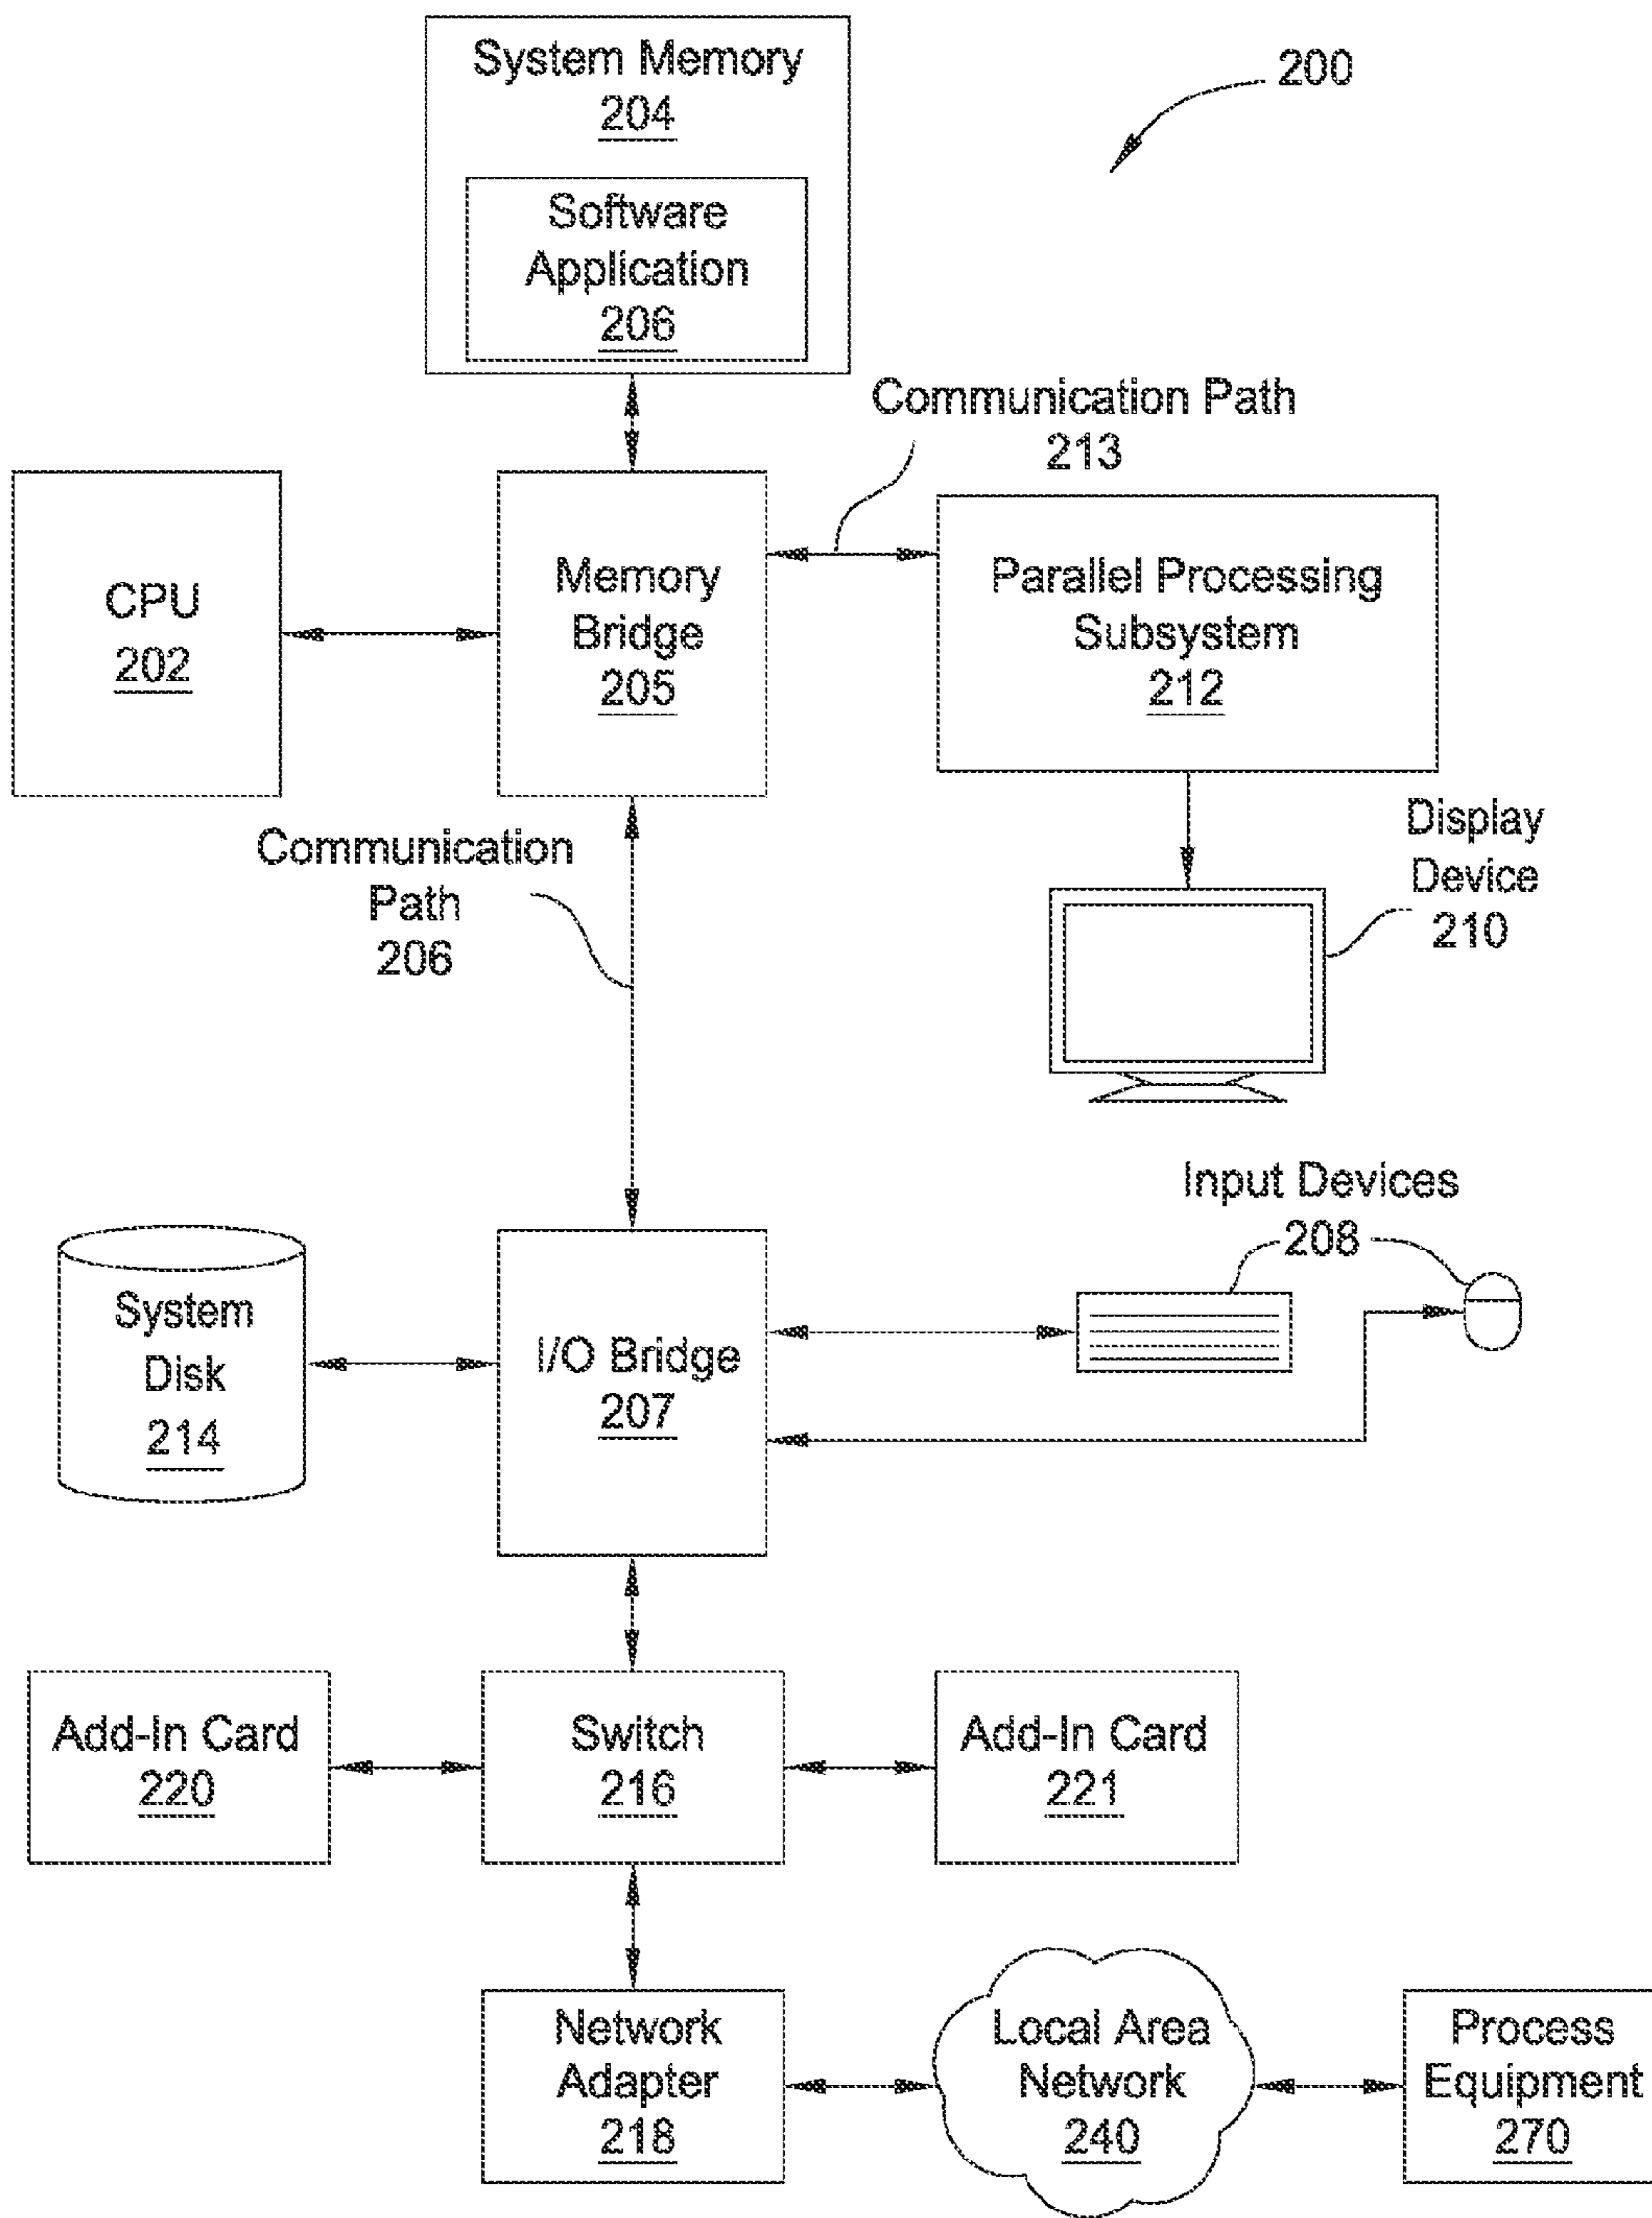 System Memory
204
200
Software
Application
206
Communication Path
213
CPU
202
Memory
Bridge
205
Parallel Processing
Subsystem
212
Communication
Path
206
Display
Device
210
Input Devices
208
System
Disk
214
I/O Bridge
207
Add-In Card
220
Switch
216
Add-In Card
221
Network
Adapter
218
Local Area
Network
240
Process
Equipment
270